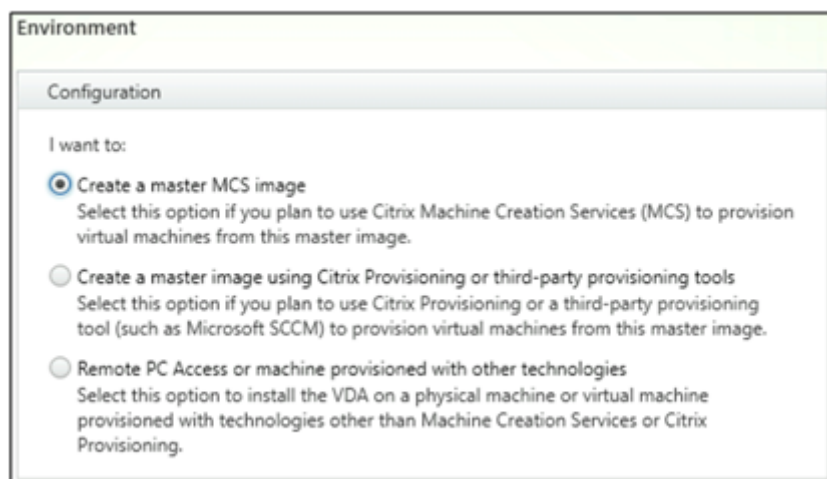 Environment
Configuration
I want to:
Create a master MCS image
Select this option if you plan to use Citrix Machine Creation Services (MCS) to provision
virtual machines from this master image.
Create a master image using Citrix Provisioning or third-party provisioning tools
Select this option if you plan to use Citrix Provisioning or a third-party provisioning
tool (such as Microsoft SCCM) to provision virtual machines from this master image.
Remote PC Access or machine provisioned with other technologies
Select this option to install the VDA on a physical machine or virtual machine
provisioned with technologies other than Machine Creation Services or Citrix
Provisioning.